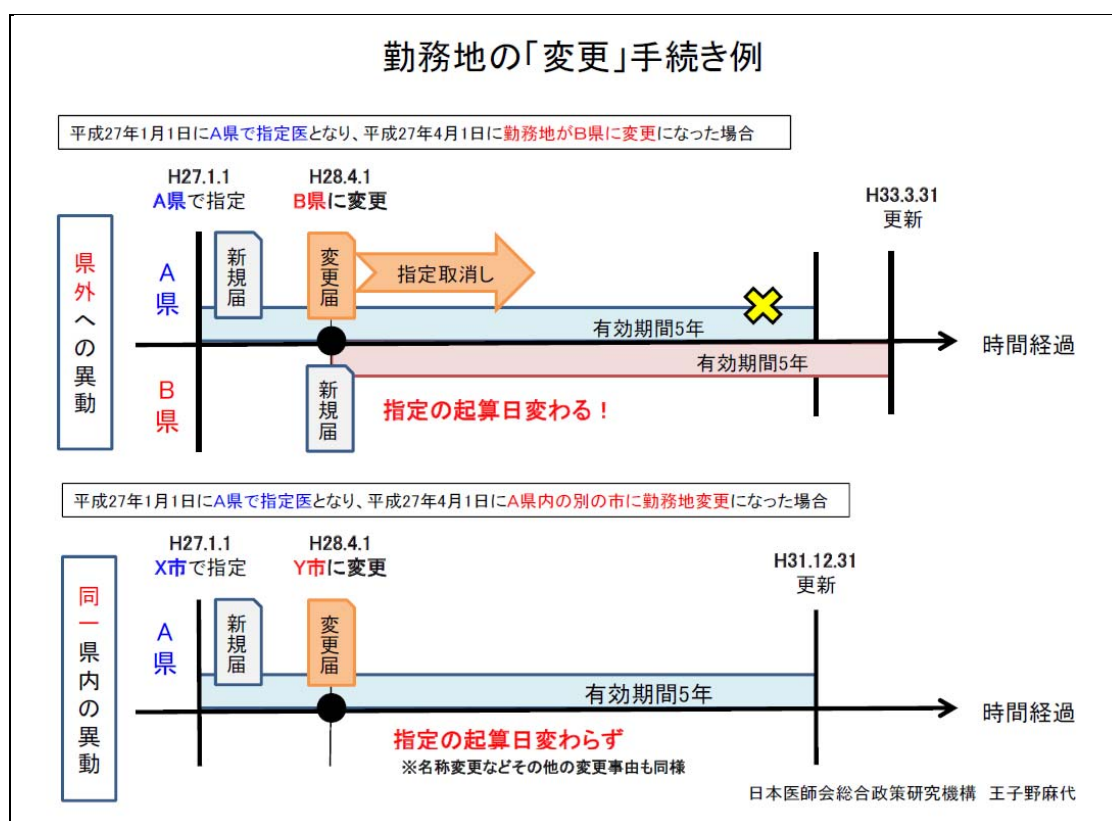 勤務地の「変更」手続き例
平成27年1月1日にA県で指定医となり、平成27年4月1日に勤務地がB県に変更になった場合
H27.1.1
A県で指定
H28.4.1
B県に変更
H33.3.31
更新
県外への異動
A県
新規届
変更届
指定取消し
有効期間5年
時間経過
有効期間5年
B県
新規届
指定の起算日変わる！
平成27年1月1日にA県で指定医となり、平成27年4月1日にA県内の別の市に勤務地変更になった場合
H27.1.1
X市で指定
H28.4.1
Y市に変更
H31.12.31
更新
同一県内の異動
A県
新規届
変更届
有効期間5年
時間経過
指定の起算日変わらず
※名称変更などその他の変更事由も同様
日本医師会総合政策研究機構 王子野麻代